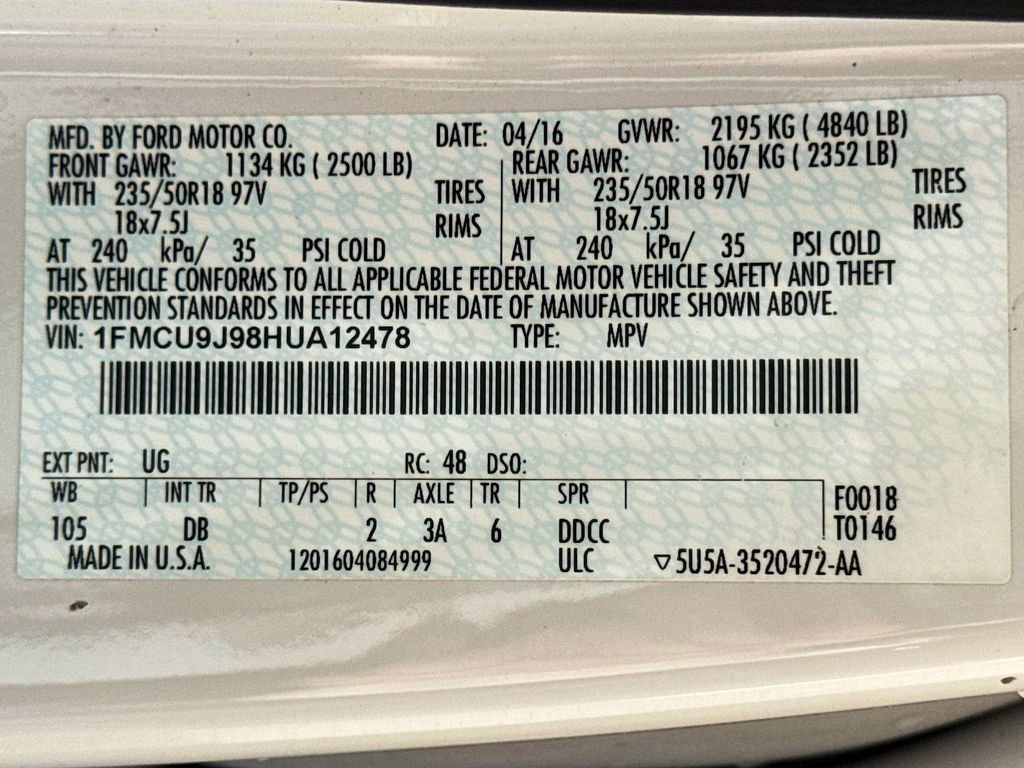 MFD. BY FORD MOTOR CO. DATE: 04/16 GVWR: 2195 KG ( 4840 LB)
FRONT GAWR: 1134 KG ( 2500 LB) REAR GAWR: 1067 KG ( 2352 LB)
WITH 235/50R18 97V TIRES WITH 235/50R18 97V TIRES
18x7.5J RIMS 18x7.5J RIMS
AT 240 kPa/ 35 PSI COLD AT 240 kPa/ 35 PSI COLD
THIS VEHICLE CONFORMS TO ALL APPLICABLE FEDERAL MOTOR VEHICLE SAFETY AND THEFT
PREVENTION STANDARDS IN EFFECT ON THE DATE OF MANUFACTURE SHOWN ABOVE.
VIN: 1FMCU9J98HUA12478 TYPE: MPV
EXT PNT: UG RC: 48 DSO:
WB INT TR TP/PS R AXLE TR SPR F0018
105 DB 2 3A 6 DDCC T0146
MADE IN U.S.A. 1201604084999 ULC ▽5U5A-3520472-AA